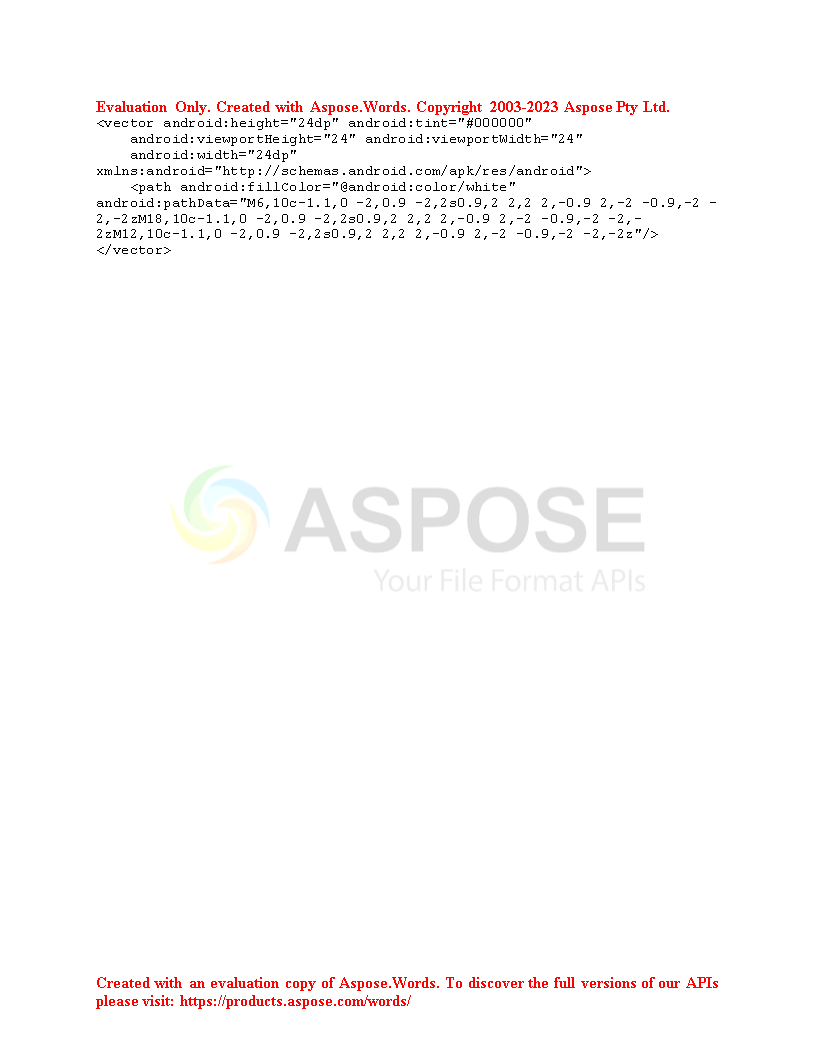 Evaluation Only. Created with Aspose.Words. Copyright 2003-2023 Aspose Pty Ltd.
<vector android:height="24dp" android:tint="#000000"
    android:viewportHeight="24" android:viewportWidth="24"
    android:width="24dp"
xmlns:android="http://schemas.android.com/apk/res/android">
    <path android:fillColor="@android:color/white"
android:pathData="M6,10c-1.1,0 -2,0.9 -2,2s0.9,2 2,2 2,-0.9 2,-2 -0.9,-2 -
2,-2zM18,10c-1.1,0 -2,0.9 -2,2s0.9,2 2,2 2,-0.9 2,-2 -0.9,-2 -2,-
2zM12,10c-1.1,0 -2,0.9 -2,2s0.9,2 2,2 2,-0.9 2,-2 -0.9,-2 -2,-2z"/>
</vector>
ASPOSE
Your File Format APIs
Created with an evaluation copy of Aspose.Words. To discover the full versions of our APIs
please visit: https://products.aspose.com/words/